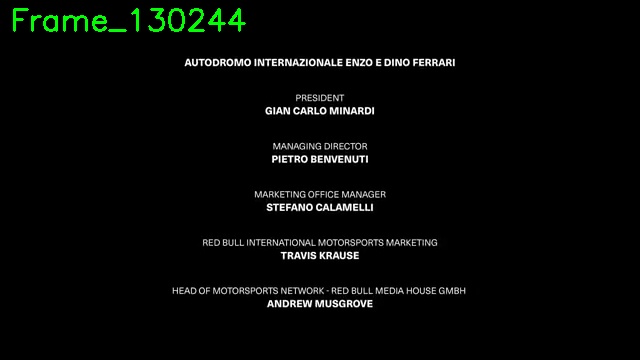 Frame_130244
AUTODROMO INTERNAZIONALE ENZO E DINO FERRARI
PRESIDENT
GIAN CARLO MINARDI
MANAGING DIRECTOR
PIETRO BENVENUTI
MARKETING OFFICE MANAGER
STEFANO CALAMELLI
RED BULL INTERNATIONAL MOTORSPORTS MARKETING
TRAVIS KRAUSE
HEAD OF MOTORSPORTS NETWORK - RED BULL MEDIA HOUSE GMBH
ANDREW MUSGROVE